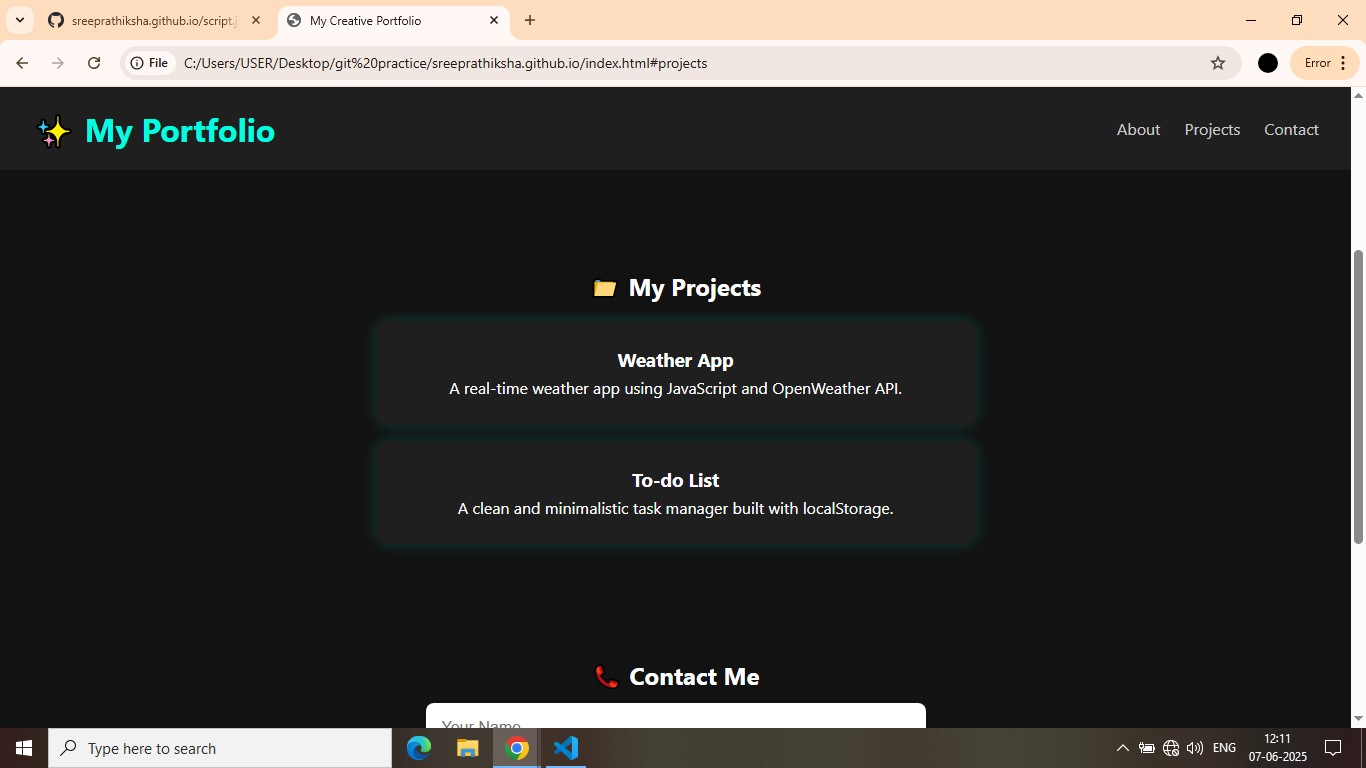 sreeprathiksha.github.io/script.j
My Creative Portfolio
File
C:/Users/USER/Desktop/git%20practice/sreeprathiksha.github.io/index.html#projects
Error
✨ My Portfolio
About
Projects
Contact
📁 My Projects
Weather App
A real-time weather app using JavaScript and OpenWeather API.
To-do List
A clean and minimalistic task manager built with localStorage.
📞 Contact Me
Your Name
Type here to search
ENG
12:11
07-06-2025